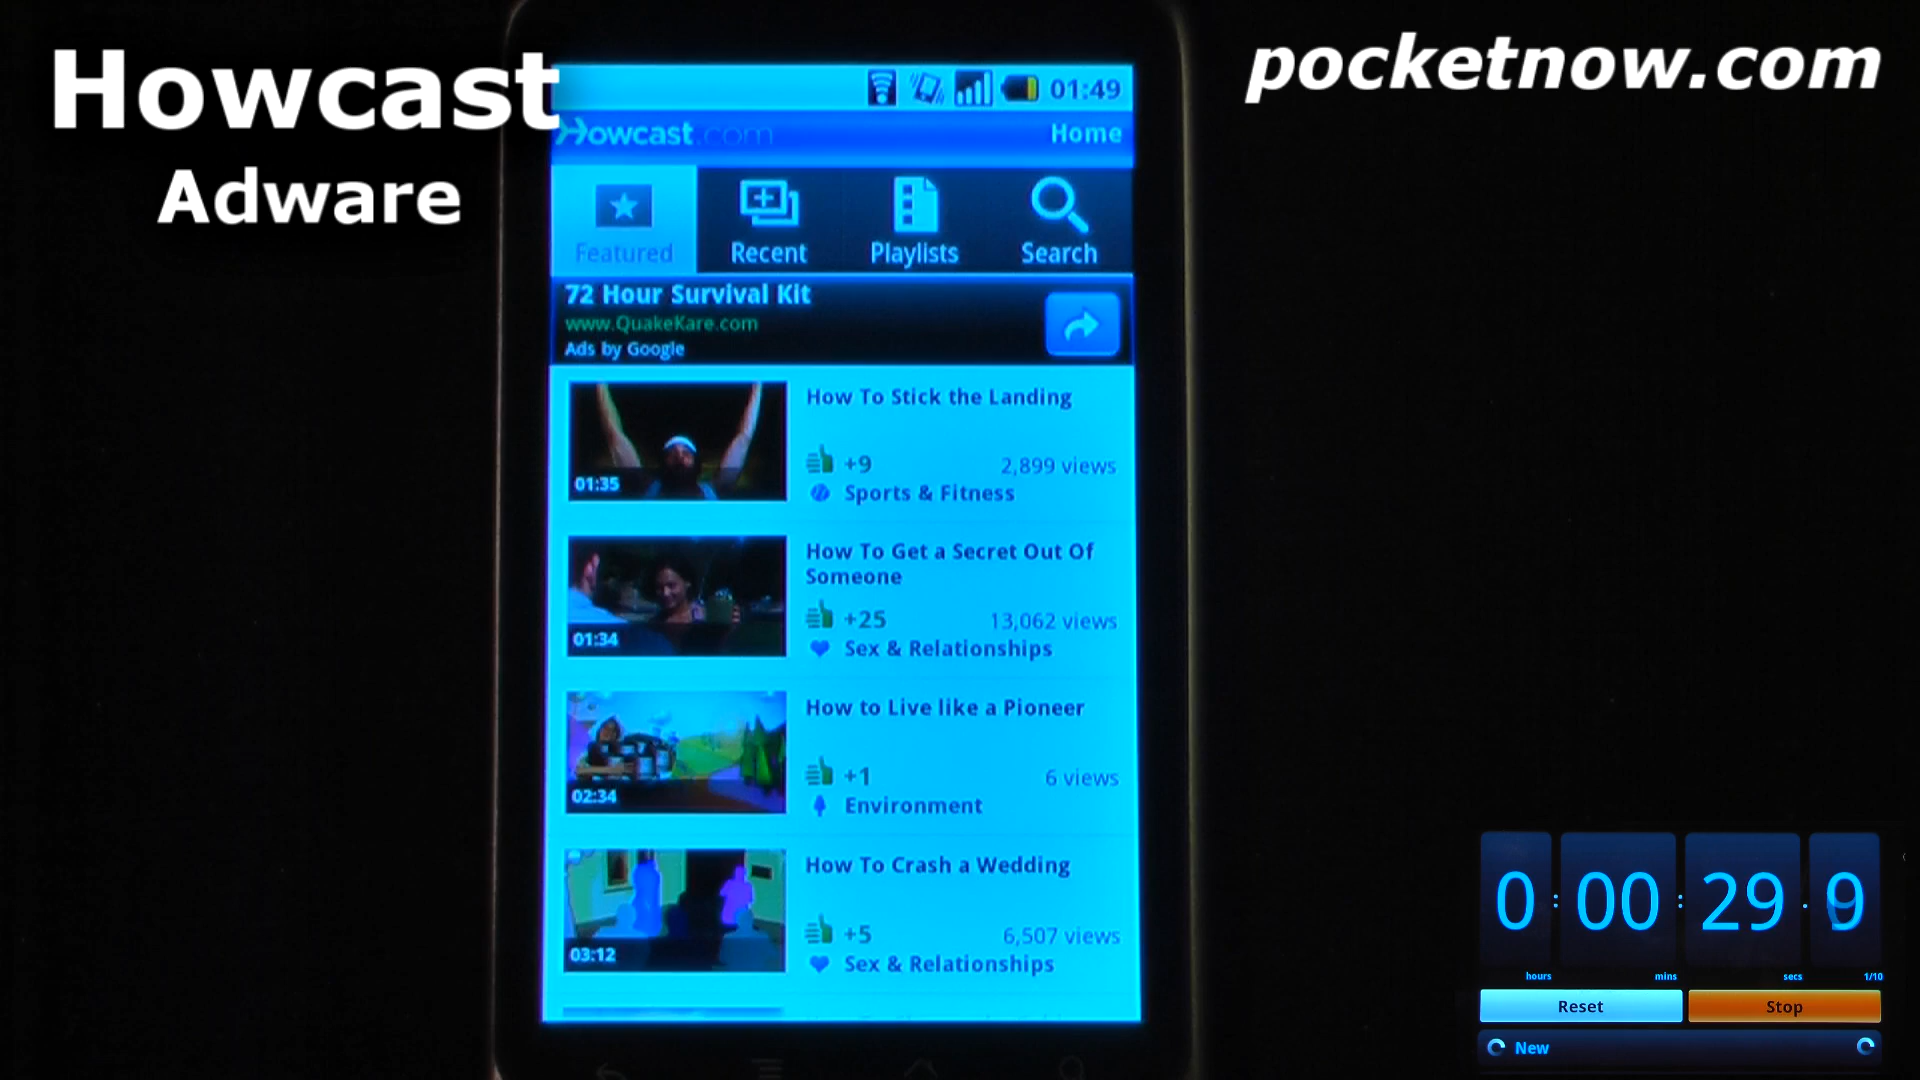 Howcast
Adware
pocketnow.com
01:49
Howcast.com
Home
Featured
Recent
Playlists
Search
72 Hour Survival Kit
www.QuakeKare.com
Ads by Google
01:35
How To Stick the Landing
+9
2,899 views
Sports & Fitness
01:34
How To Get a Secret Out Of
Someone
+25
13,062 views
Sex & Relationships
02:34
How to Live like a Pioneer
+1
6 views
Environment
03:12
How To Crash a Wedding
+5
6,507 views
Sex & Relationships
0 : 00 : 29 . 9
hours
mins
secs
1/10
Reset
Stop
New